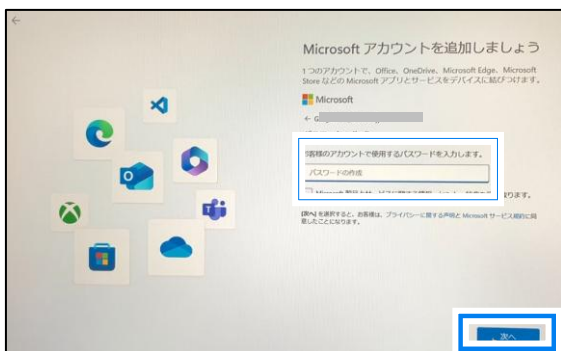 Microsoft アカウントを追加しましょう
1つのアカウントで、Office、OneDrive、Microsoft Edge、Microsoft
Store などの Microsoft アプリとサービスをデバイスに結びつけます。
Microsoft
お客様のアカウントで使用するパスワードを入力します。
パスワードの作成
[次へ] を選択すると、お客様は、プライバシーに関する声明と Microsoft サービス規約に同
意したことになります。
次へ